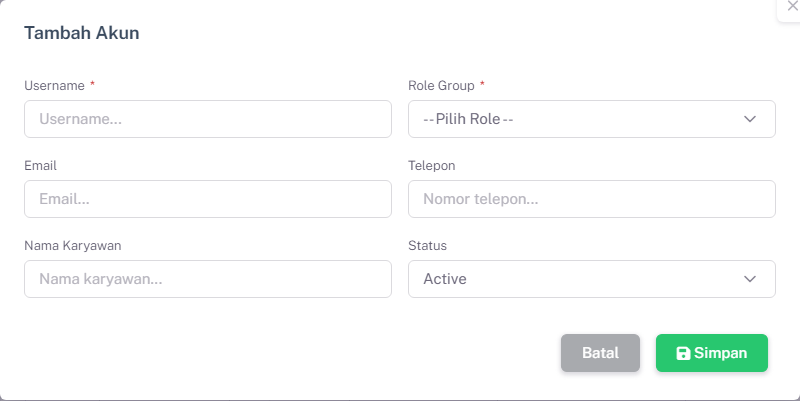 Tambah Akun
Username *
Role Group *
Username...
--Pilih Role--
Email
Telepon
Email...
Nomor telepon...
Nama Karyawan
Status
Nama karyawan...
Active
Batal
Simpan